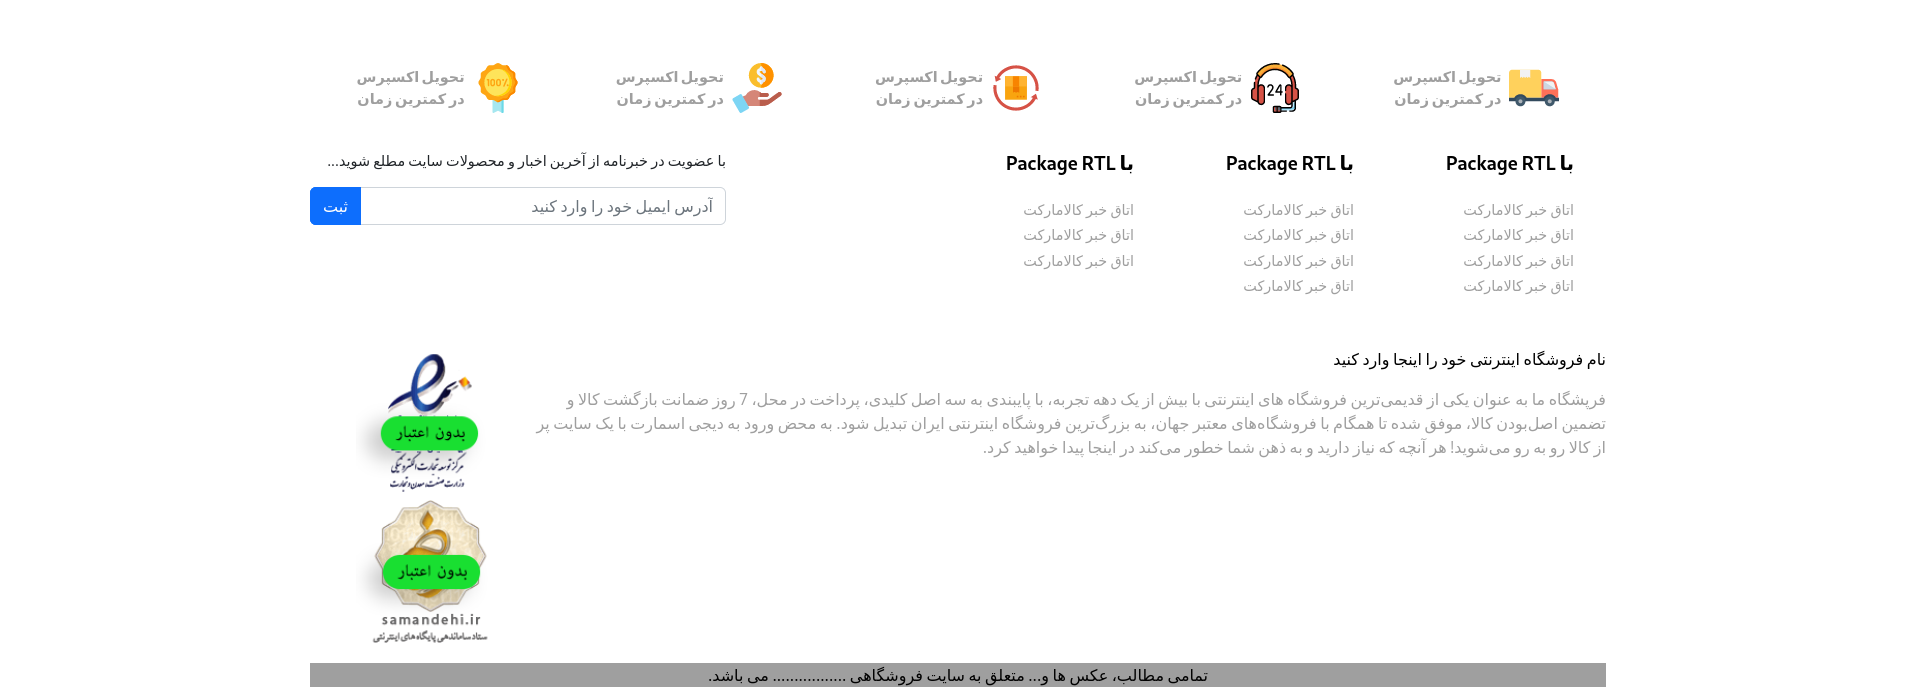 تحویل اکسپرس
در کمترین زمان
24
تحویل اکسپرس
در کمترین زمان
تحویل اکسپرس
در کمترین زمان
$
تحویل اکسپرس
در کمترین زمان
100٪
تحویل اکسپرس
در کمترین زمان
با Package RTL
اتاق خبر کالامارکت
اتاق خبر کالامارکت
اتاق خبر کالامارکت
اتاق خبر کالامارکت
با Package RTL
اتاق خبر کالامارکت
اتاق خبر کالامارکت
اتاق خبر کالامارکت
اتاق خبر کالامارکت
با Package RTL
اتاق خبر کالامارکت
اتاق خبر کالامارکت
اتاق خبر کالامارکت
با عضویت در خبرنامه از آخرین اخبار و محصولات سایت مطلع شوید...
آدرس ایمیل خود را وارد کنید
ثبت
نام فروشگاه اینترنتی خود را اینجا وارد کنید
فرپشگاه ما به عنوان یکی از قدیمی‌ترین فروشگاه های اینترنتی با بیش از یک دهه تجربه، با پایبندی به سه اصل کلیدی، پرداخت در محل، 7 روز ضمانت بازگشت کالا و
تضمین اصل‌بودن کالا، موفق شده تا همگام با فروشگاه‌های معتبر جهان، به بزرگ‌ترین فروشگاه اینترنتی ایران تبدیل شود. به محض ورود به دیجی اسمارت با یک سایت پر
از کالا رو به رو می‌شوید! هر آنچه که نیاز دارید و به ذهن شما خطور می‌کند در اینجا پیدا خواهید کرد.
بدون اعتبار
مرکز توسعه تجارت الکترونیکی
وزارت صنعت، معدن و تجارت
بدون اعتبار
samandehi.ir
ستاد ساماندهی پایگاه های اینترنتی
تمامی مطالب، عکس ها و... متعلق به سایت فروشگاهی ................. می باشد.